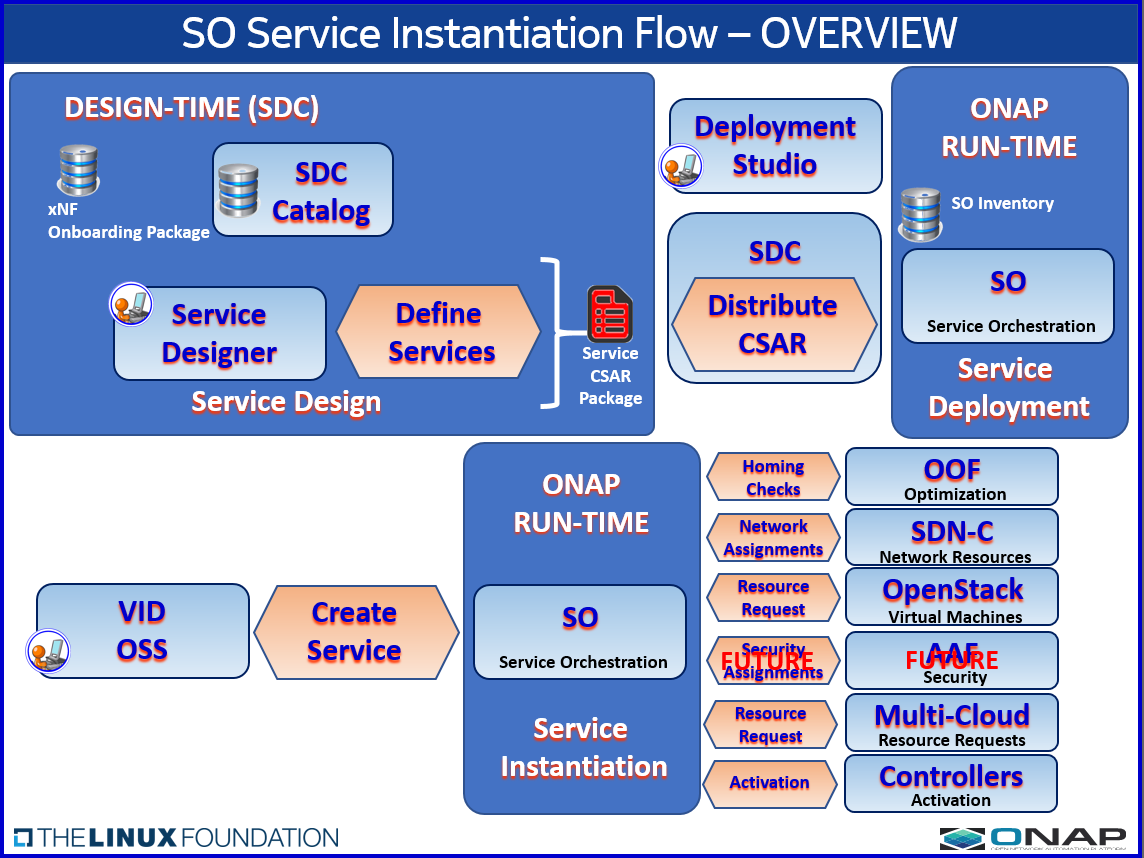 SO Service Instantiation Flow – OVERVIEW
DESIGN-TIME (SDC)
xNF
Onboarding Package
SDC
Catalog
Service
Designer
Define
Services
Service Design
Service
CSAR
Package
Deployment
Studio
SDC
Distribute
CSAR
ONAP
RUN-TIME
SO Inventory
SO
Service Orchestration
Service
Deployment
VID
OSS
Create
Service
ONAP
RUN-TIME
SO
Service Orchestration
Service
Instantiation
Homing
Checks
OOF
Optimization
Network
Assignments
SDN-C
Network Resources
Resource
Request
OpenStack
Virtual Machines
Security
Assignments
FUTURE
AAF
FUTURE
Security
Resource
Request
Multi-Cloud
Resource Requests
Activation
Controllers
Activation
THE LINUX FOUNDATION
ONAP
OPEN NETWORK AUTOMATION PLATFORM